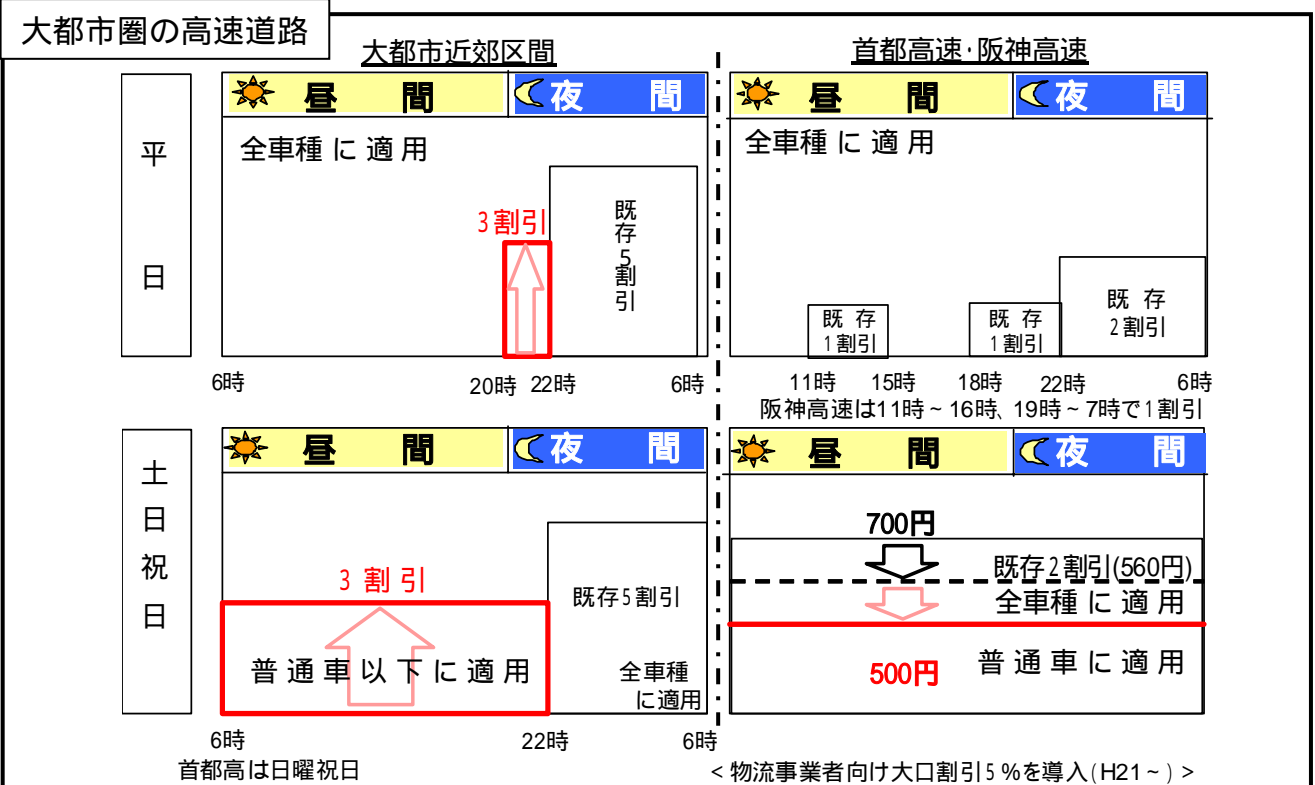 大都市圏の高速道路
大都市近郊区間
首都高速・阪神高速
平日
昼間
夜間
全車種に適用
3割引
既存5割引
6時
20時
22時
6時
昼間
夜間
全車種に適用
既存
1割引
既存
1割引
既存
2割引
11時
15時
18時
22時
6時
阪神高速は11時～16時、19時～7時で1割引
土日祝日
昼間
夜間
3割引
普通車以下に適用
既存5割引
全車種
に適用
6時
22時
6時
首都高は日曜祝日
昼間
夜間
700円
既存2割引(560円)
全車種に適用
500円
普通車に適用
<物流事業者向け大口割引5%を導入(H21～)>